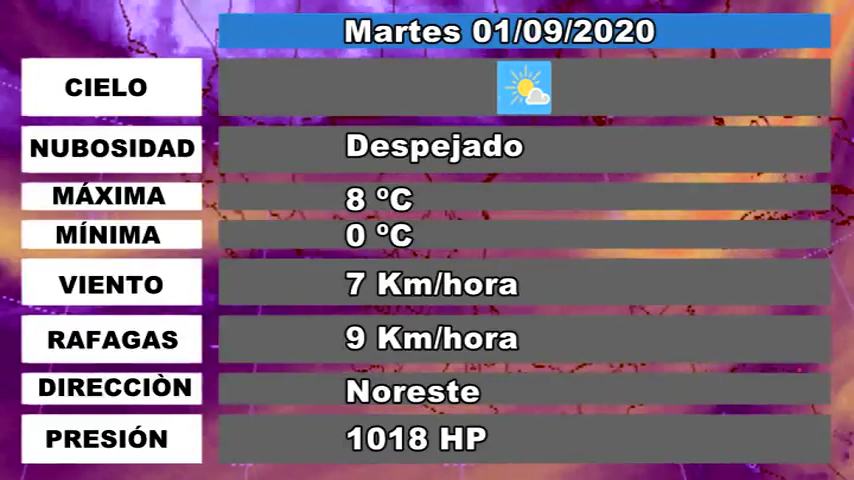 Martes 01/09/2020
CIELO
NUBOSIDAD Despejado
MÁXIMA 8 ºC
MÍNIMA 0 ºC
VIENTO 7 Km/hora
RAFAGAS 9 Km/hora
DIRECCIÒN Noreste
PRESIÓN 1018 HP